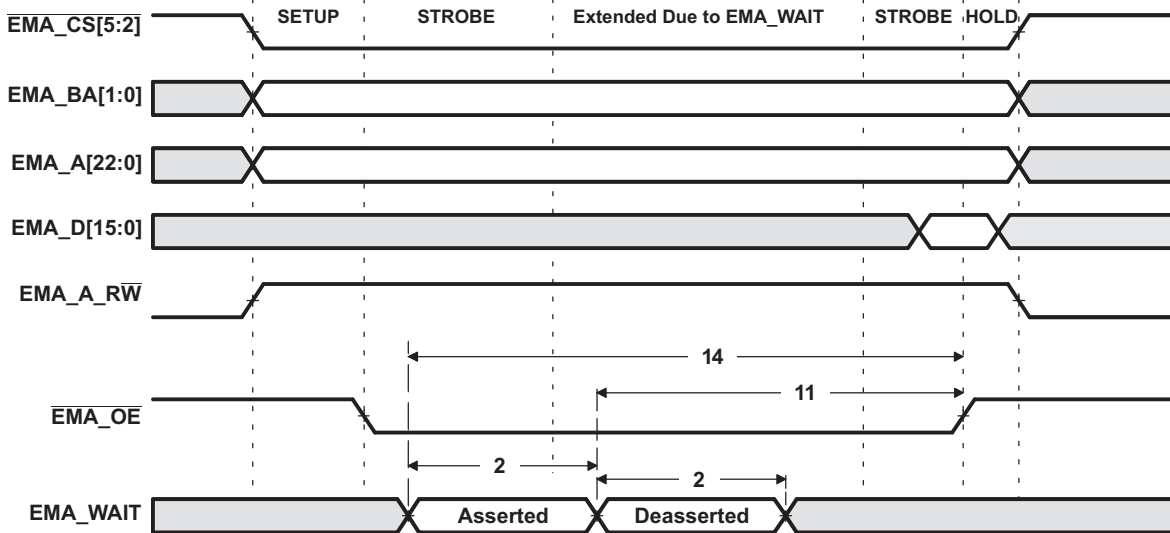 SETUP STROBE Extended Due to EMA_WAIT STROBE HOLD
EMA_CS[5:2]
EMA_BA[1:0]
EMA_A[22:0]
EMA_D[15:0]
EMA_A_RW̅
14
11
EMA_OE
2
2
EMA_WAIT Asserted Deasserted